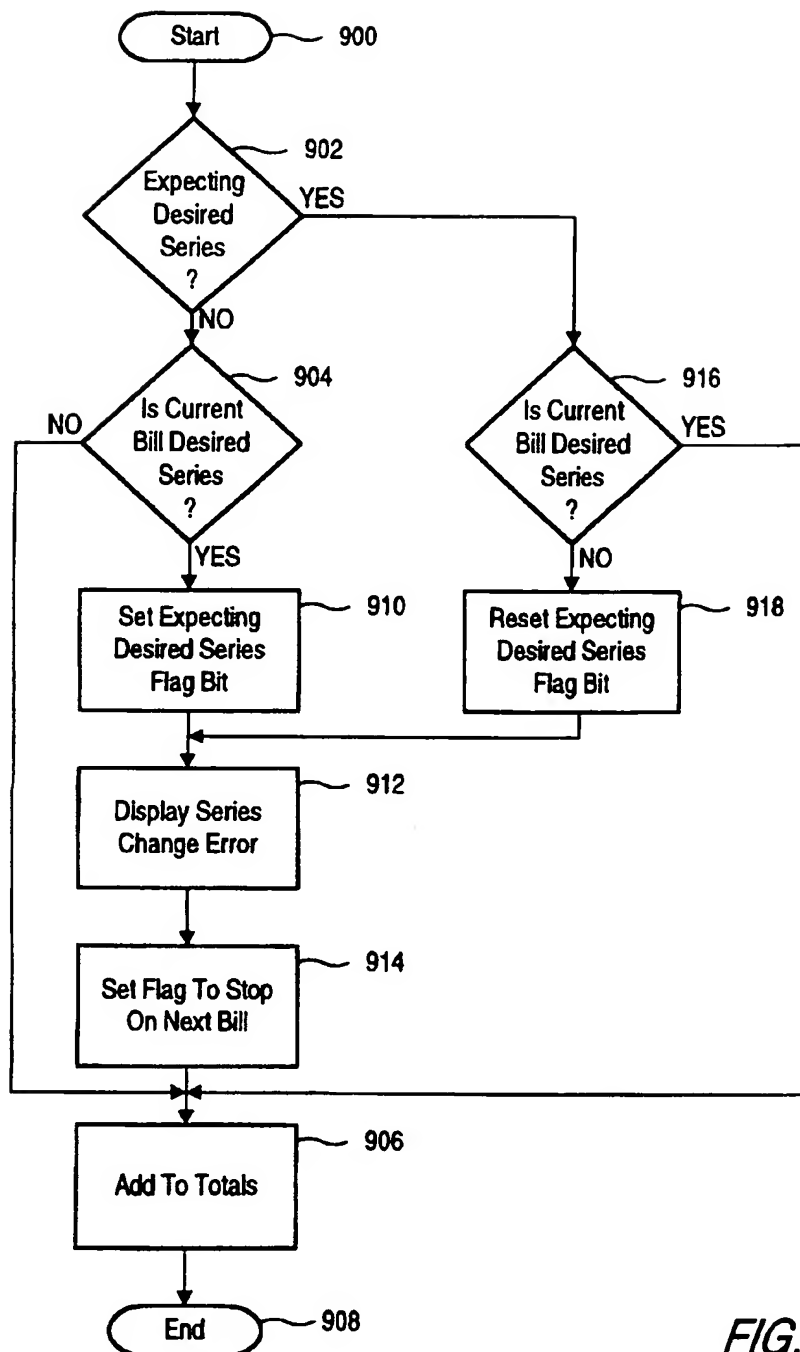 Start
900
902
Expecting
Desired
Series
?
YES
NO
904
Is Current
Bill Desired
Series
?
NO
YES
916
Is Current
Bill Desired
Series
?
YES
NO
910
Set Expecting
Desired Series
Flag Bit
918
Reset Expecting
Desired Series
Flag Bit
912
Display Series
Change Error
914
Set Flag To Stop
On Next Bill
906
Add To Totals
End
908
FIG.